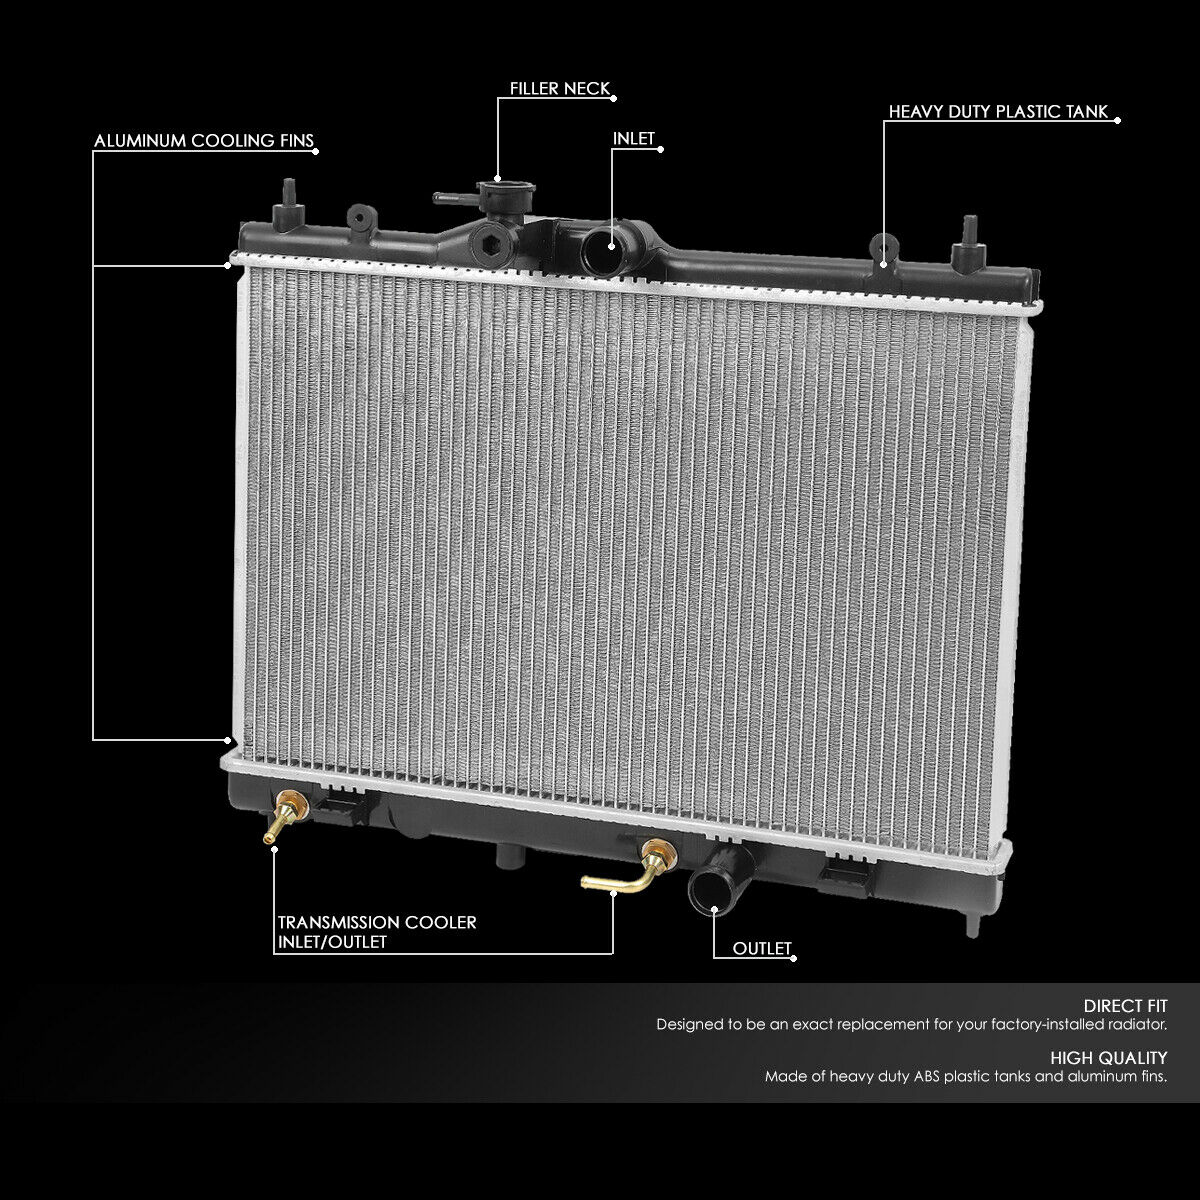 FILLER NECK
HEAVY DUTY PLASTIC TANK
ALUMINUM COOLING FINS
INLET
TRANSMISSION COOLER
INLET/OUTLET
OUTLET
DIRECT FIT
Designed to be an exact replacement for your factory-installed radiator.
HIGH QUALITY
Made of heavy duty ABS plastic tanks and aluminum fins.